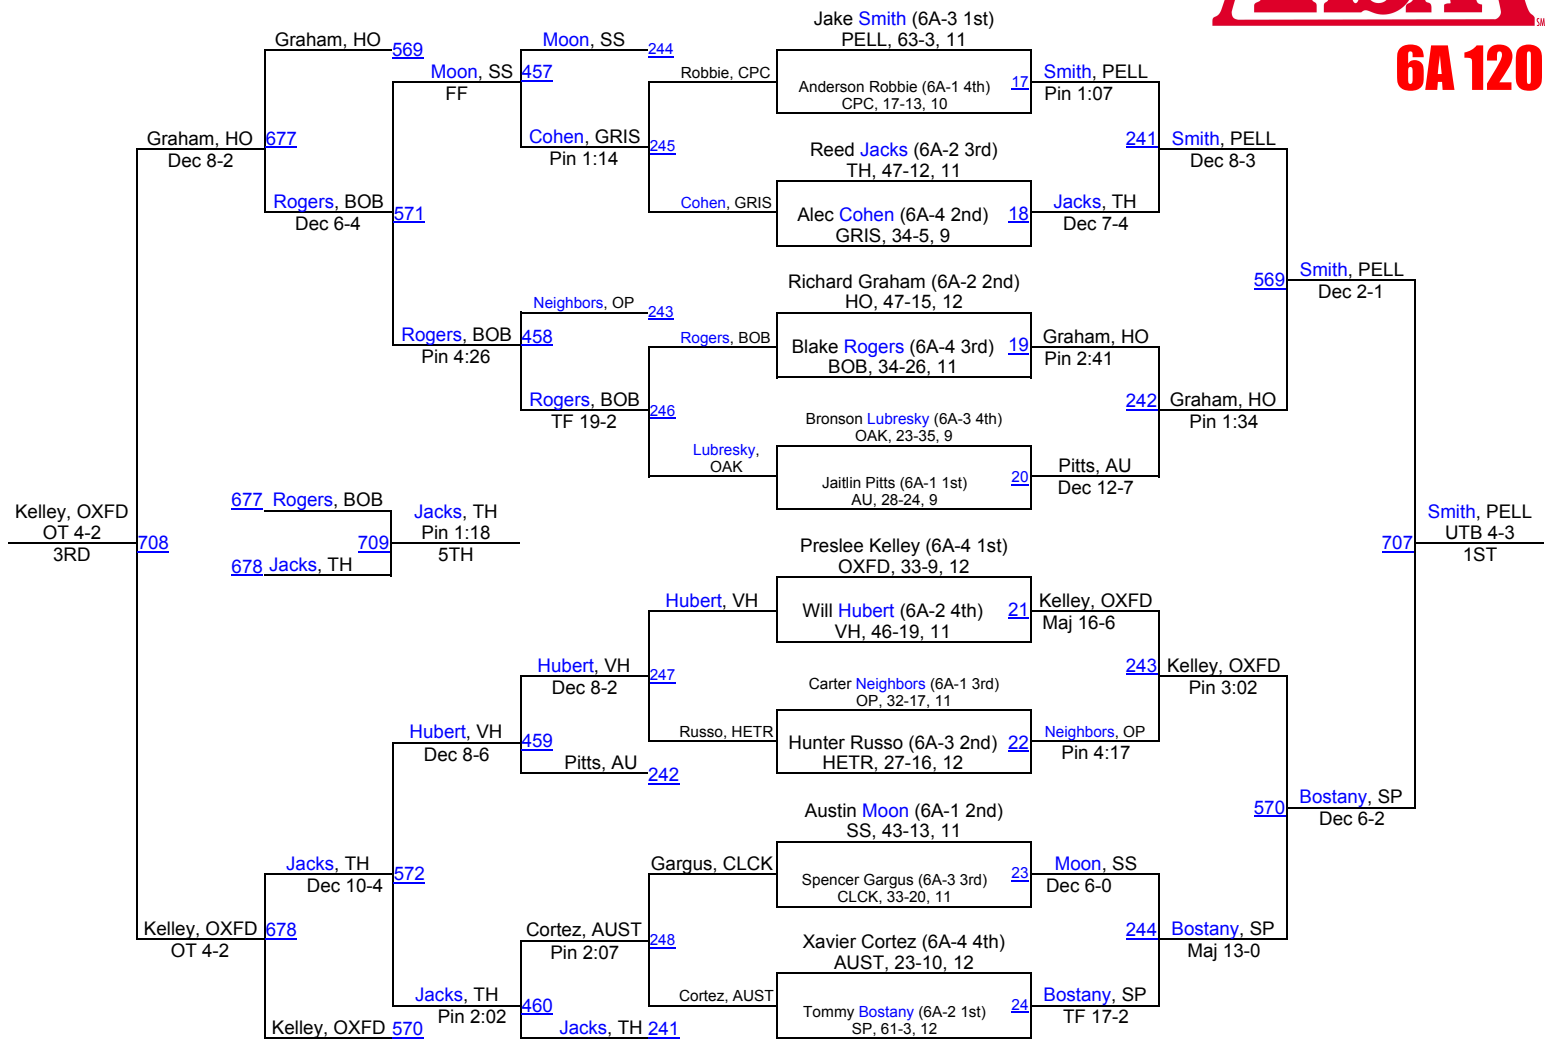 6A 120
SM
Jake Smith (6A-3 1st)
PELL, 63-3, 11
Anderson Robbie (6A-1 4th)
CPC, 17-13, 10
17
Reed Jacks (6A-2 3rd)
TH, 47-12, 11
Alec Cohen (6A-4 2nd)
GRIS, 34-5, 9
18
Richard Graham (6A-2 2nd)
HO, 47-15, 12
Blake Rogers (6A-4 3rd)
BOB, 34-26, 11
19
Bronson Lubresky (6A-3 4th)
OAK, 23-35, 9
Jaitlin Pitts (6A-1 1st)
AU, 28-24, 9
20
Preslee Kelley (6A-4 1st)
OXFD, 33-9, 12
Will Hubert (6A-2 4th)
VH, 46-19, 11
21
Carter Neighbors (6A-1 3rd)
OP, 32-17, 11
Hunter Russo (6A-3 2nd)
HETR, 27-16, 12
22
Austin Moon (6A-1 2nd)
SS, 43-13, 11
Spencer Gargus (6A-3 3rd)
CLCK, 33-20, 11
23
Xavier Cortez (6A-4 4th)
AUST, 23-10, 12
Tommy Bostany (6A-2 1st)
SP, 61-3, 12
24
Smith, PELL
Pin 1:07
241
Jacks, TH
Dec 7-4
Graham, HO
Pin 2:41
242
Pitts, AU
Dec 12-7
Kelley, OXFD
Maj 16-6
243
Neighbors, OP
Pin 4:17
Moon, SS
Dec 6-0
244
Bostany, SP
TF 17-2
Smith, PELL
Dec 8-3
569
Graham, HO
Pin 1:34
Kelley, OXFD
Pin 3:02
570
Bostany, SP
Maj 13-0
Smith, PELL
Dec 2-1
707
Bostany, SP
Dec 6-2
Smith, PELL
UTB 4-3
1ST
Robbie, CPC
245
Cohen, GRIS
Rogers, BOB
246
Lubresky,
OAK
Hubert, VH
247
Russo, HETR
Gargus, CLCK
248
Cortez, AUST
Moon, SS
244
457
Cohen, GRIS
Pin 1:14
Neighbors, OP
243
458
Rogers, BOB
TF 19-2
Hubert, VH
Dec 8-2
459
Pitts, AU
242
Cortez, AUST
Pin 2:07
460
Jacks, TH
241
Moon, SS
FF
571
Rogers, BOB
Pin 4:26
Hubert, VH
Dec 8-6
572
Jacks, TH
Pin 2:02
Graham, HO
569
677
Rogers, BOB
Dec 6-4
Jacks, TH
Dec 10-4
678
Kelley, OXFD
570
Graham, HO
Dec 8-2
708
Kelley, OXFD
OT 4-2
Kelley, OXFD
OT 4-2
3RD
677
Rogers, BOB
709
678
Jacks, TH
Jacks, TH
Pin 1:18
5TH